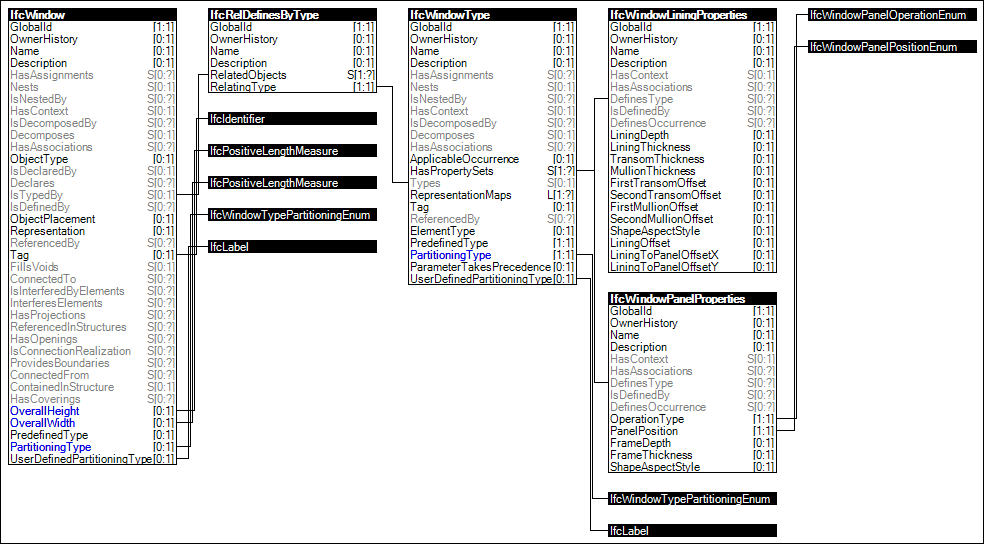 IfcWindow
GlobalId [1:1]
OwnerHistory [0:1]
Name [0:1]
Description [0:1]
HasAssignments S[0:?]
Nests S[0:1]
IsNestedBy S[0:?]
HasContext S[0:1]
IsDecomposedBy S[0:?]
Decomposes S[0:1]
HasAssociations S[0:?]
ObjectType [0:1]
IsDeclaredBy S[0:1]
Declares S[0:?]
IsTypedBy S[0:1]
IsDefinedBy S[0:?]
ObjectPlacement [0:1]
Representation [0:1]
ReferencedBy S[0:?]
Tag [0:1]
FillsVoids S[0:1]
ConnectedTo S[0:?]
IsInterferedByElements S[0:?]
InterferesElements S[0:?]
HasProjections S[0:?]
ReferencedInStructures S[0:?]
HasOpenings S[0:?]
IsConnectionRealization S[0:?]
ProvidesBoundaries S[0:?]
ConnectedFrom S[0:?]
ContainedInStructure S[0:1]
HasCoverings S[0:?]
OverallHeight [0:1]
OverallWidth [0:1]
PredefinedType [0:1]
PartitioningType [0:1]
UserDefinedPartitioningType [0:1]
IfcRelDefinesByType
GlobalId [1:1]
OwnerHistory [0:1]
Name [0:1]
Description [0:1]
RelatedObjects S[1:?]
RelatingType [1:1]
IfcIdentifier
IfcPositiveLengthMeasure
IfcPositiveLengthMeasure
IfcWindowTypePartitioningEnum
IfcLabel
IfcWindowType
GlobalId [1:1]
OwnerHistory [0:1]
Name [0:1]
Description [0:1]
HasAssignments S[0:?]
Nests S[0:1]
IsNestedBy S[0:?]
HasContext S[0:1]
IsDecomposedBy S[0:?]
Decomposes S[0:1]
HasAssociations S[0:?]
ApplicableOccurrence [0:1]
HasPropertySets S[1:?]
Types S[0:1]
RepresentationMaps L[1:?]
Tag [0:1]
ReferencedBy S[0:?]
ElementType [0:1]
PredefinedType [1:1]
PartitioningType [1:1]
ParameterTakesPrecedence [0:1]
UserDefinedPartitioningType [0:1]
IfcWindowLiningProperties
GlobalId [1:1]
OwnerHistory [0:1]
Name [0:1]
Description [0:1]
HasContext S[0:1]
HasAssociations S[0:?]
DefinesType S[0:?]
IsDefinedBy S[0:?]
DefinesOccurrence S[0:?]
LiningDepth [0:1]
LiningThickness [0:1]
TransomThickness [0:1]
MullionThickness [0:1]
FirstTransomOffset [0:1]
SecondTransomOffset [0:1]
FirstMullionOffset [0:1]
SecondMullionOffset [0:1]
ShapeAspectStyle [0:1]
LiningOffset [0:1]
LiningToPanelOffsetX [0:1]
LiningToPanelOffsetY [0:1]
IfcWindowPanelProperties
GlobalId [1:1]
OwnerHistory [0:1]
Name [0:1]
Description [0:1]
HasContext S[0:1]
HasAssociations S[0:?]
DefinesType S[0:?]
IsDefinedBy S[0:?]
DefinesOccurrence S[0:?]
OperationType [1:1]
PanelPosition [1:1]
FrameDepth [0:1]
FrameThickness [0:1]
ShapeAspectStyle [0:1]
IfcWindowTypePartitioningEnum
IfcLabel
IfcWindowPanelOperationEnum
IfcWindowPanelPositionEnum